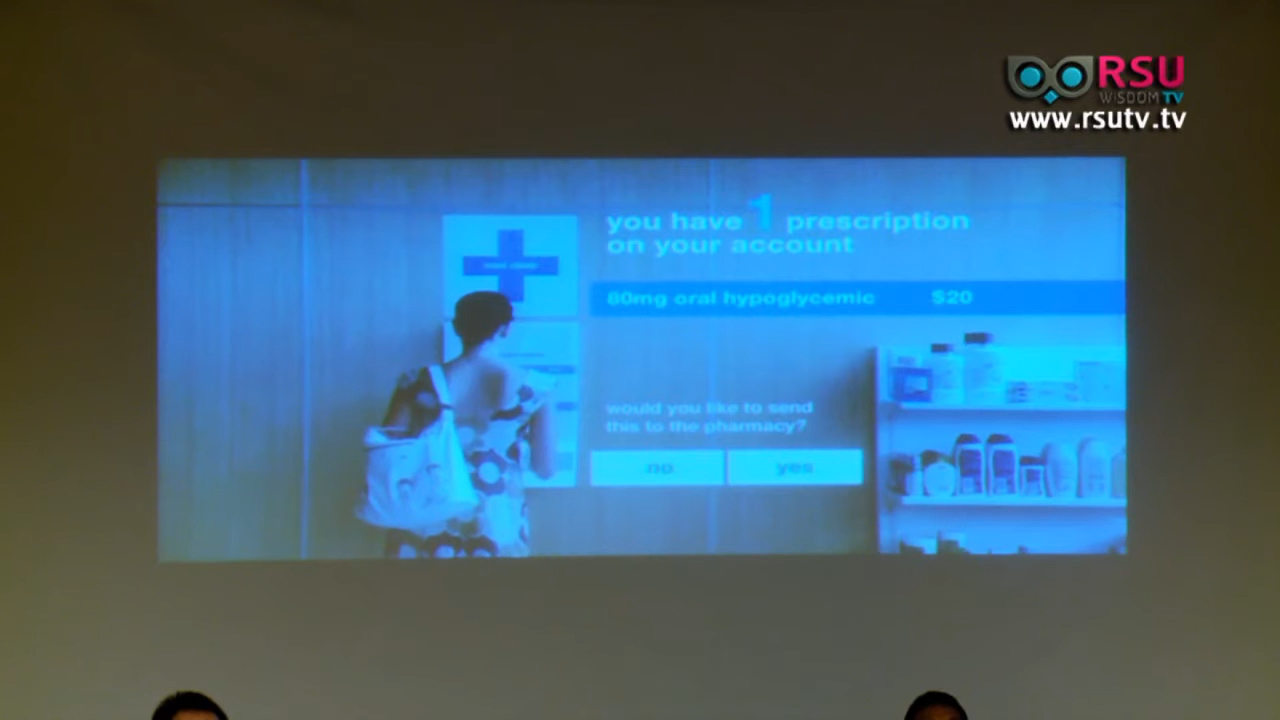 RSU
WISDOM TV
www.rsutv.tv
you have 1 prescription
on your account
80mg oral hypoglycemic $20
would you like to send
this to the pharmacy?
no yes